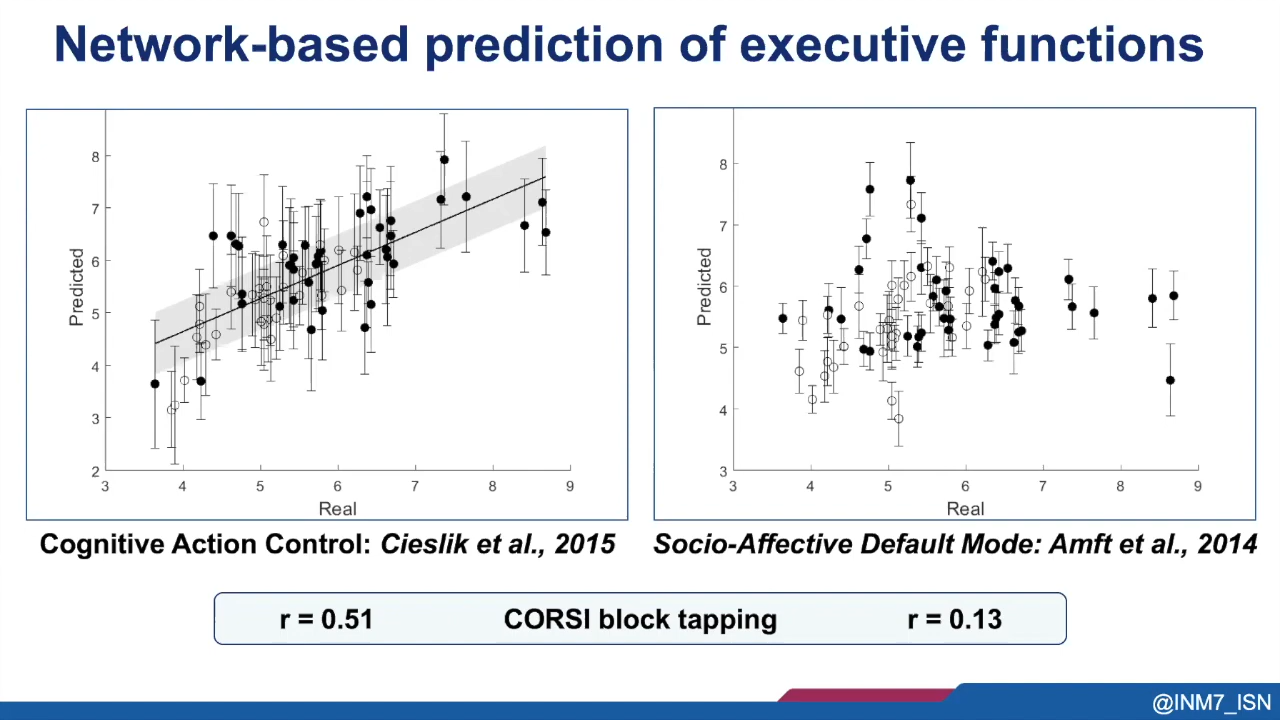 Network-based prediction of executive functions
8
7
6
5
4
3
2
Predicted
3 4 5 6 7 8 9
Real
8
7
6
5
4
3
Predicted
3 4 5 6 7 8 9
Real
Cognitive Action Control: Cieslik et al., 2015
Socio-Affective Default Mode: Amft et al., 2014
r = 0.51 CORSI block tapping r = 0.13
@INM7_ISN